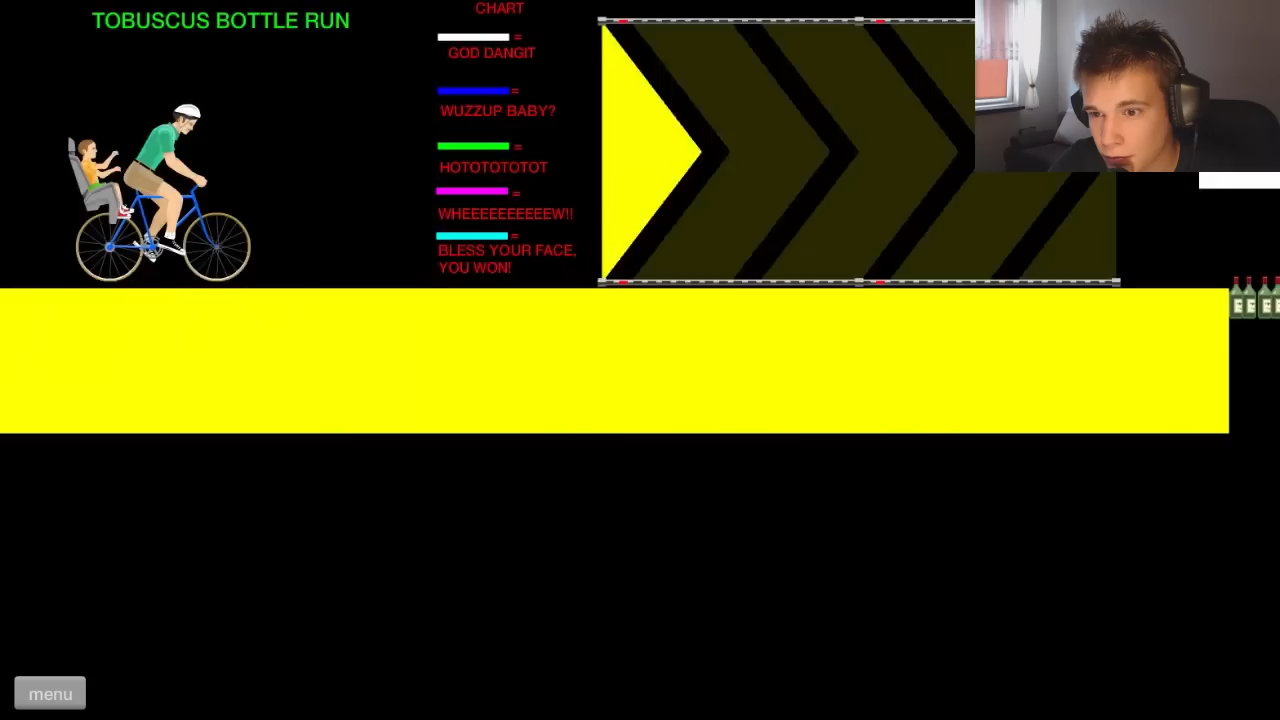 TOBUSCUS BOTTLE RUN
CHART
=
GOD DANGIT
=
WUZZUP BABY?
=
HOTOTOTOTOT
=
WHEEEEEEEEEEW!!
=
BLESS YOUR FACE,
YOU WON!
menu